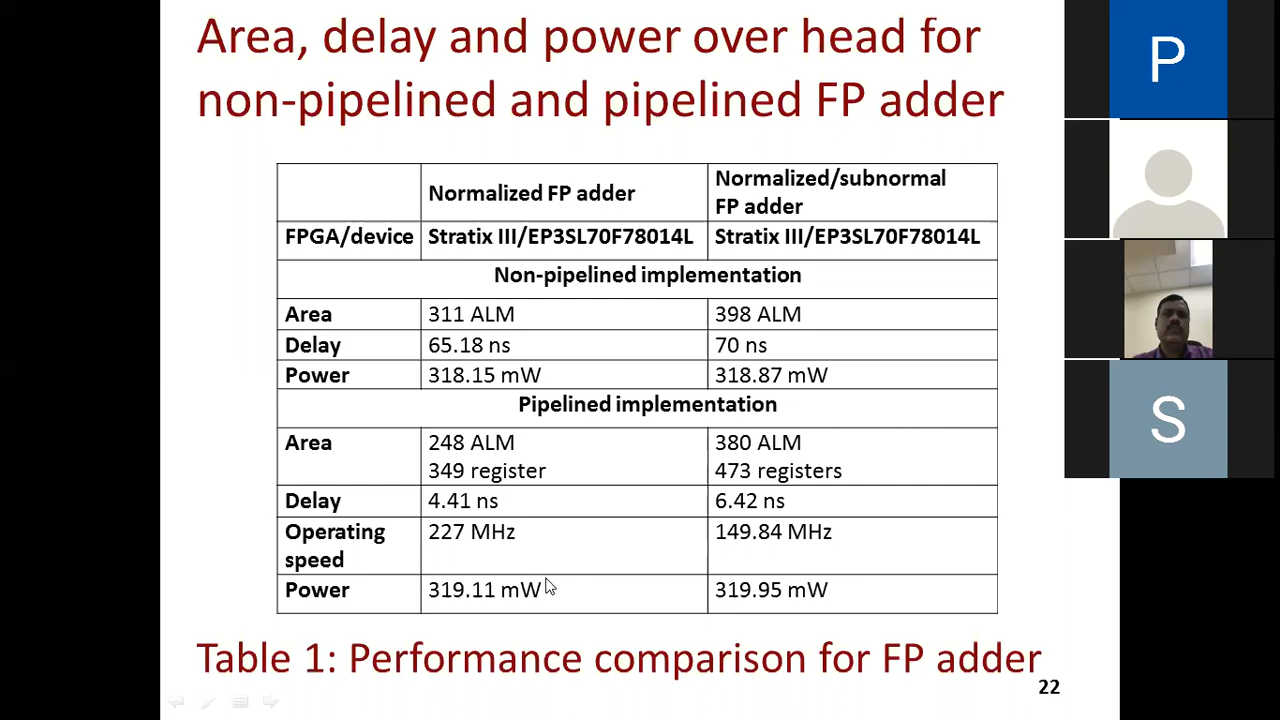 Area, delay and power over head for
non-pipelined and pipelined FP adder
Normalized FP adder
Normalized/subnormal
FP adder
FPGA/device Stratix III/EP3SL70F78014L Stratix III/EP3SL70F78014L
Non-pipelined implementation
Area 311 ALM 398 ALM
Delay 65.18 ns 70 ns
Power 318.15 mW 318.87 mW
Pipelined implementation
Area 248 ALM 380 ALM
349 register 473 registers
Delay 4.41 ns 6.42 ns
Operating 227 MHz 149.84 MHz
speed
Power 319.11 mW 319.95 mW
Table 1: Performance comparison for FP adder
22
P
S